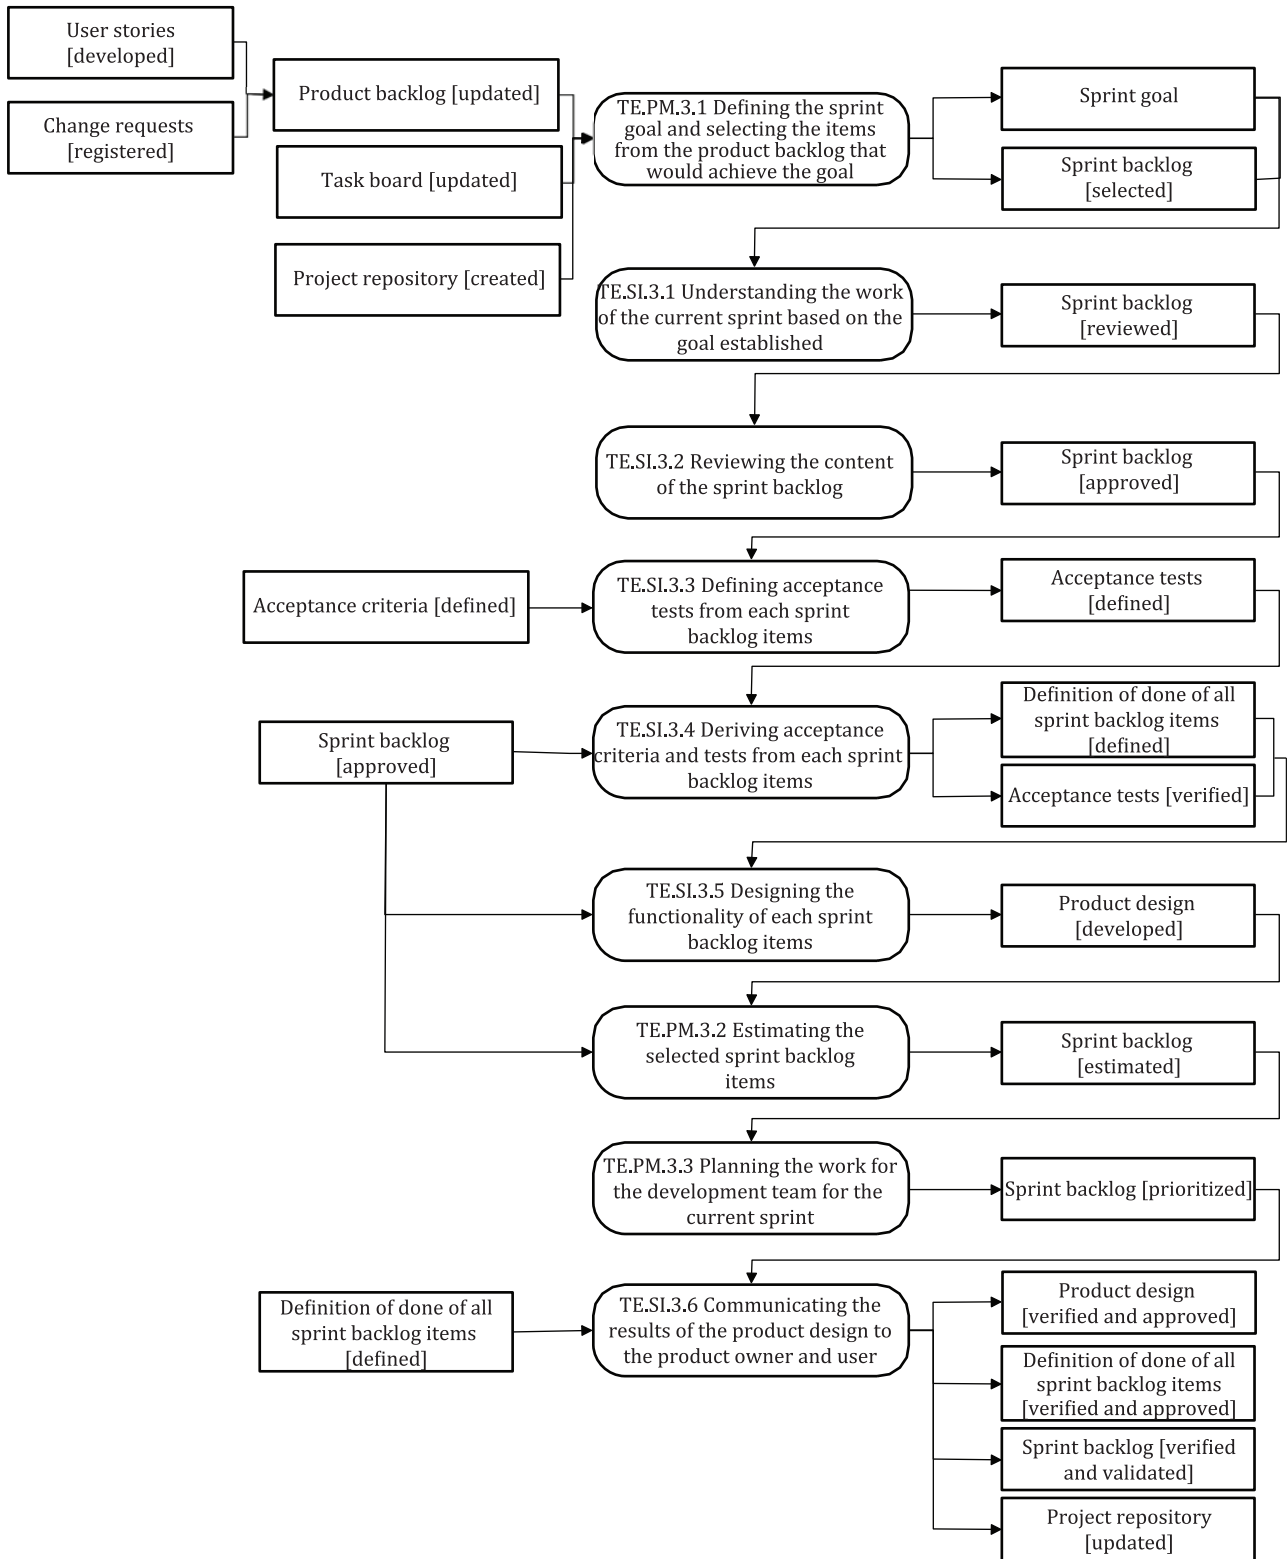 User stories
[developed]
Change requests
[registered]
Product backlog [updated]
Task board [updated]
Project repository [created]
TE.PM.3.1 Defining the sprint
goal and selecting the items
from the product backlog that
would achieve the goal
Sprint goal
Sprint backlog
[selected]
TE.SI.3.1 Understanding the work
of the current sprint based on the
goal established
Sprint backlog
[reviewed]
TE.SI.3.2 Reviewing the content
of the sprint backlog
Sprint backlog
[approved]
Acceptance criteria [defined]
TE.SI.3.3 Defining acceptance
tests from each sprint
backlog items
Acceptance tests
[defined]
Sprint backlog
[approved]
TE.SI.3.4 Deriving acceptance
criteria and tests from each sprint
backlog items
Definition of done of all
sprint backlog items
[defined]
Acceptance tests [verified]
TE.SI.3.5 Designing the
functionality of each sprint
backlog items
Product design
[developed]
TE.PM.3.2 Estimating the
selected sprint backlog
items
Sprint backlog
[estimated]
TE.PM.3.3 Planning the work for
the development team for the
current sprint
Sprint backlog [prioritized]
Definition of done of all
sprint backlog items
[defined]
TE.SI.3.6 Communicating the
results of the product design to
the product owner and user
Product design
[verified and approved]
Definition of done of all
sprint backlog items
[verified and approved]
Sprint backlog [verified
and validated]
Project repository
[updated]